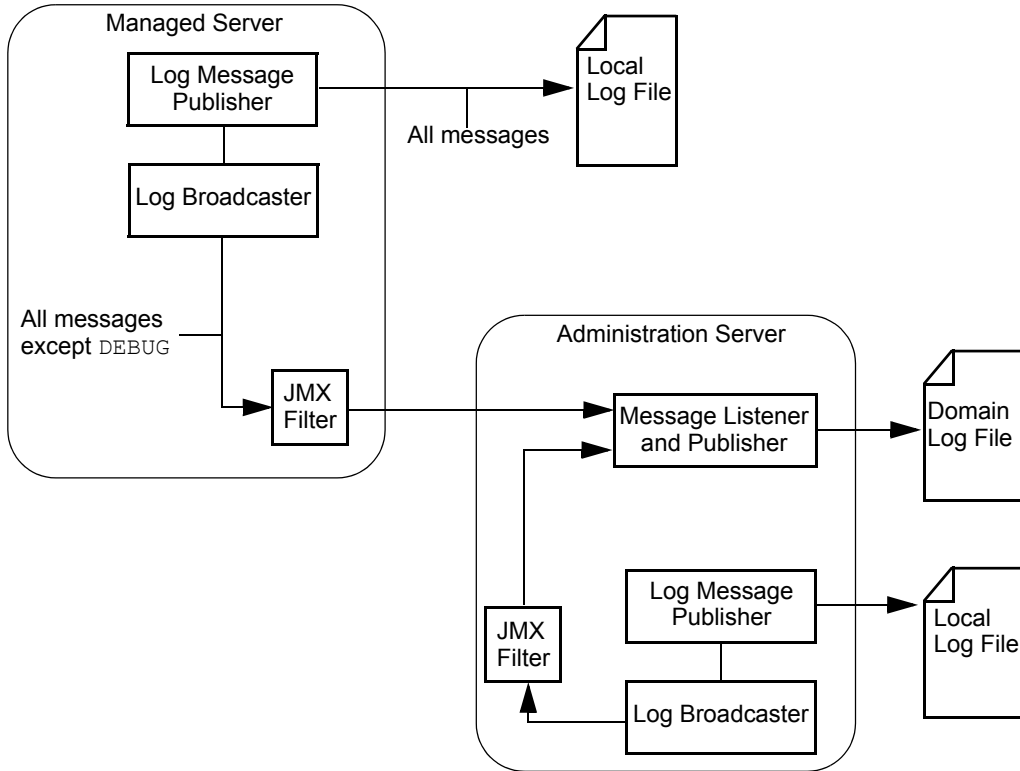 Managed Server
Log Message
Publisher
Local
Log File
All messages
Log Broadcaster
All messages
except DEBUG
JMX
Filter
Administration Server
Message Listener
and Publisher
Domain
Log File
Log Message
Publisher
Local
Log File
JMX
Filter
Log Broadcaster